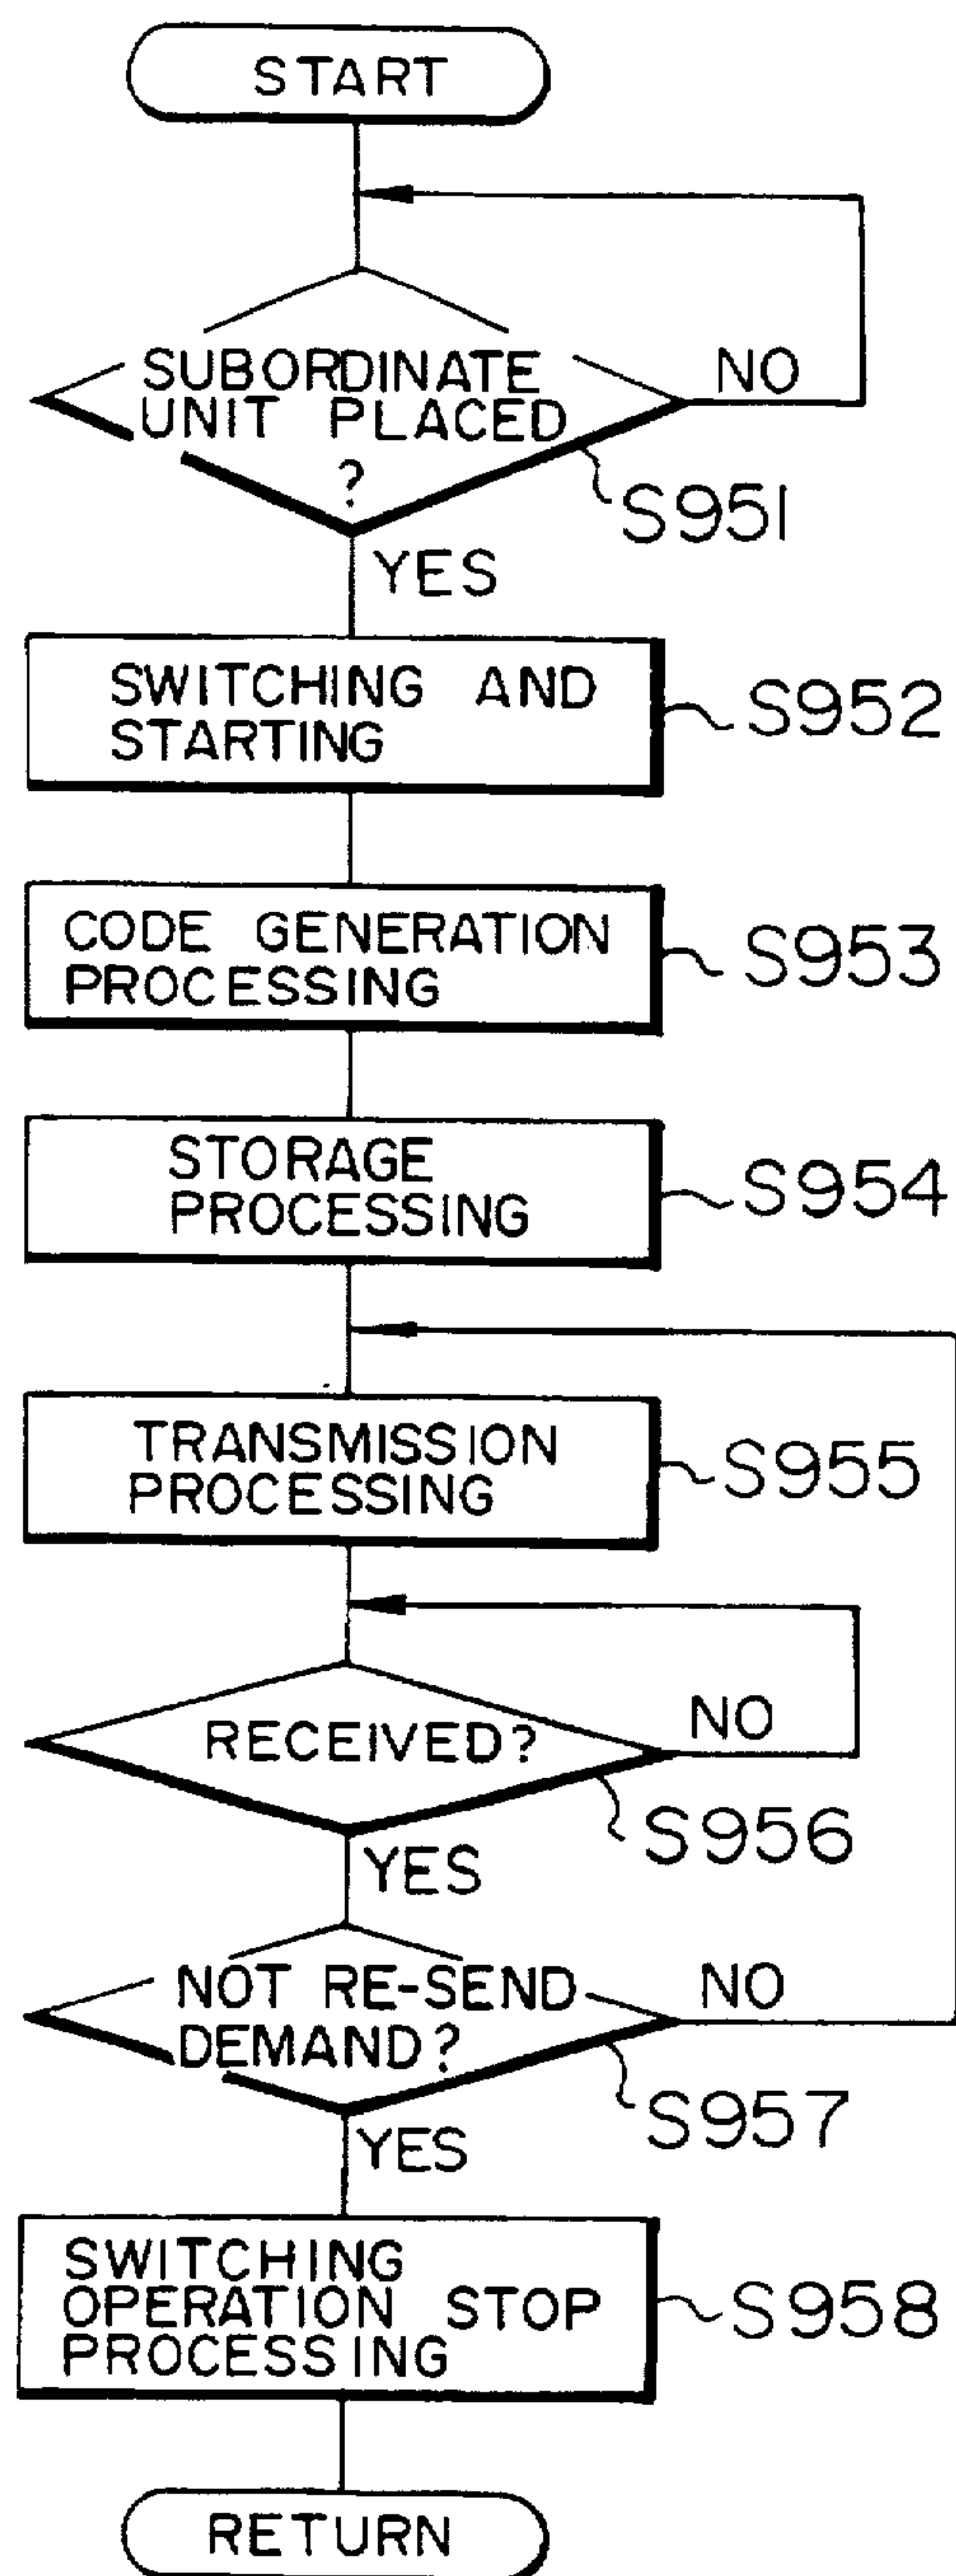 START
SUBORDINATE
UNIT PLACED
?
NO
S951
YES
SWITCHING AND
STARTING
S952
CODE GENERATION
PROCESSING
S953
STORAGE
PROCESSING
S954
TRANSMISSION
PROCESSING
S955
RECEIVED?
NO
S956
YES
NOT RE-SEND
DEMAND?
NO
S957
YES
SWITCHING
OPERATION STOP
PROCESSING
S958
RETURN